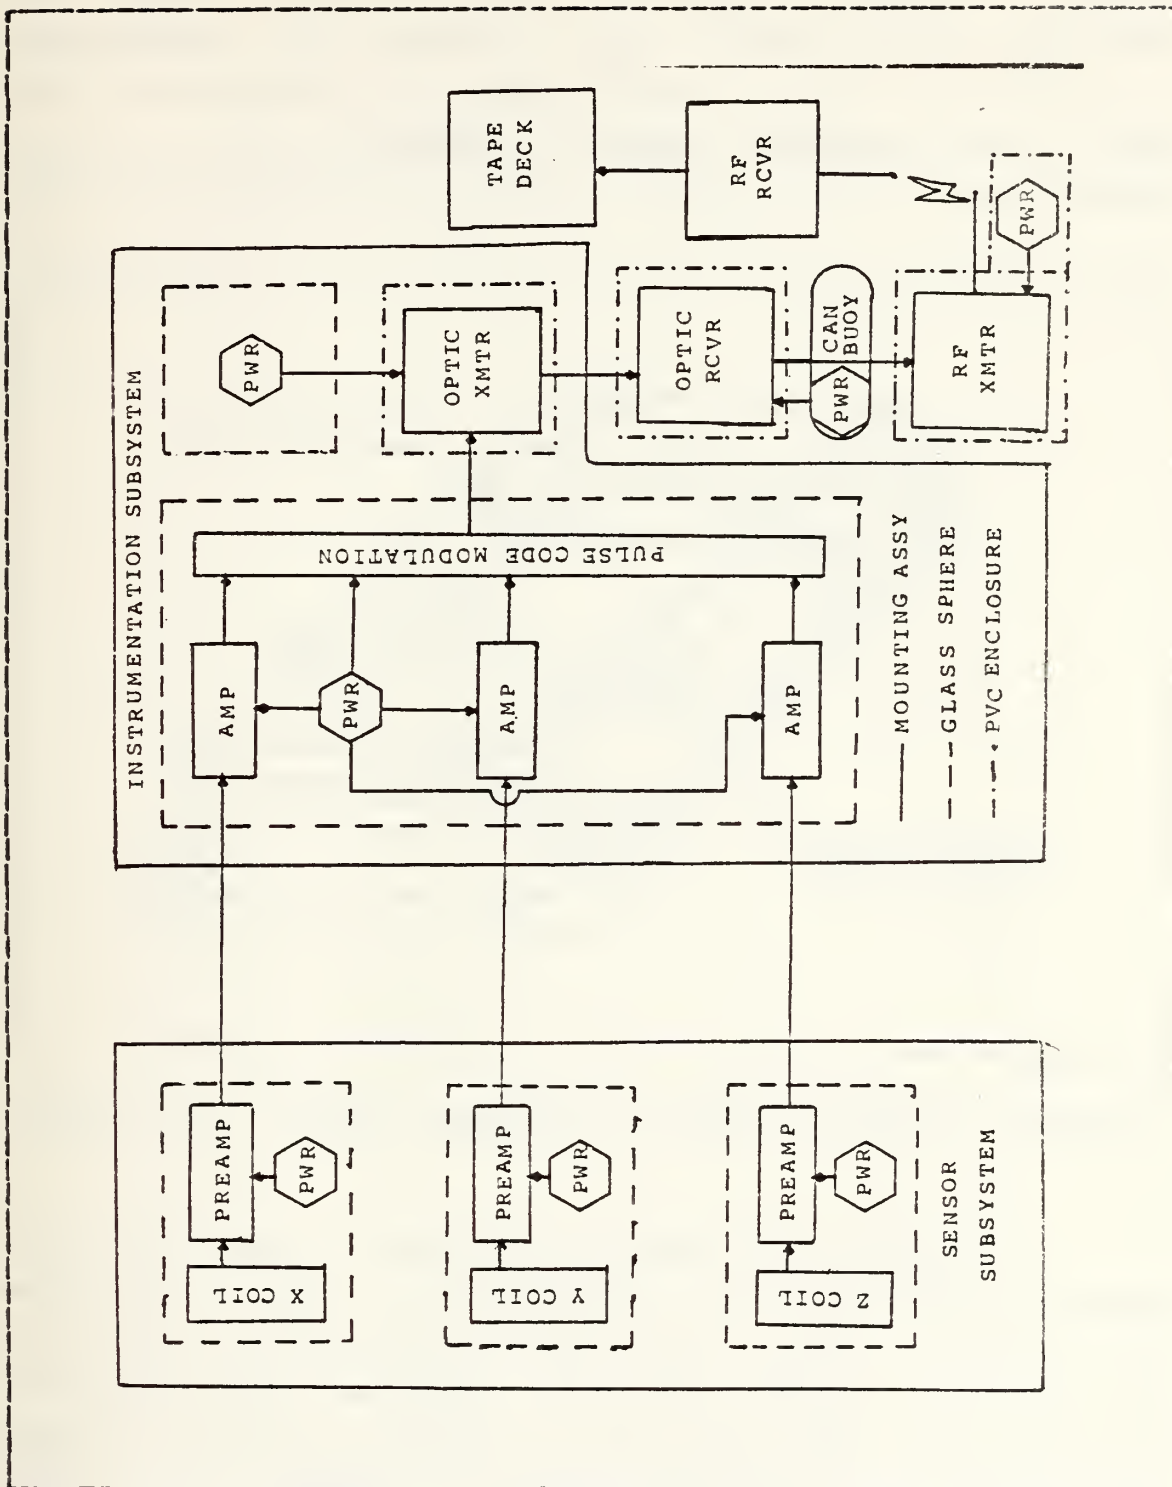 INSTRUMENTATION SUBSYSTEM
X COIL
PREAMP
PWR
AMP
PWR
Y COIL
PREAMP
PWR
AMP
Z COIL
PREAMP
PWR
AMP
PULSE CODE MODULATION
PWR
OPTIC
XMTR
OPTIC
RCVR
CAN
BUOY
PWR
RF
XMTR
PWR
RF
RCVR
TAPE
DECK
SENSOR
SUBSYSTEM
MOUNTING ASSY
GLASS SPHERE
PVC ENCLOSURE